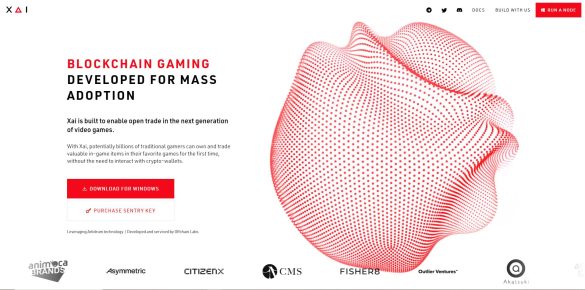 XAI
DOCS
BUILD WITH US
RUN A NODE
BLOCKCHAIN GAMING
DEVELOPED FOR MASS
ADOPTION
Xai is built to enable open trade in the next generation
of video games.
With Xai, potentially billions of traditional gamers can own and trade
valuable in-game items in their favorite games for the first time,
without the need to interact with crypto-wallets.
DOWNLOAD FOR WINDOWS
PURCHASE SENTRY KEY
Leveraging Arbitrum technology | Developed and serviced by Offchain Labs.
animoca
BRANDS
Asymmetric
CITIZENX
CMS
FISHER8
Outlier Ventures
Akatsuki